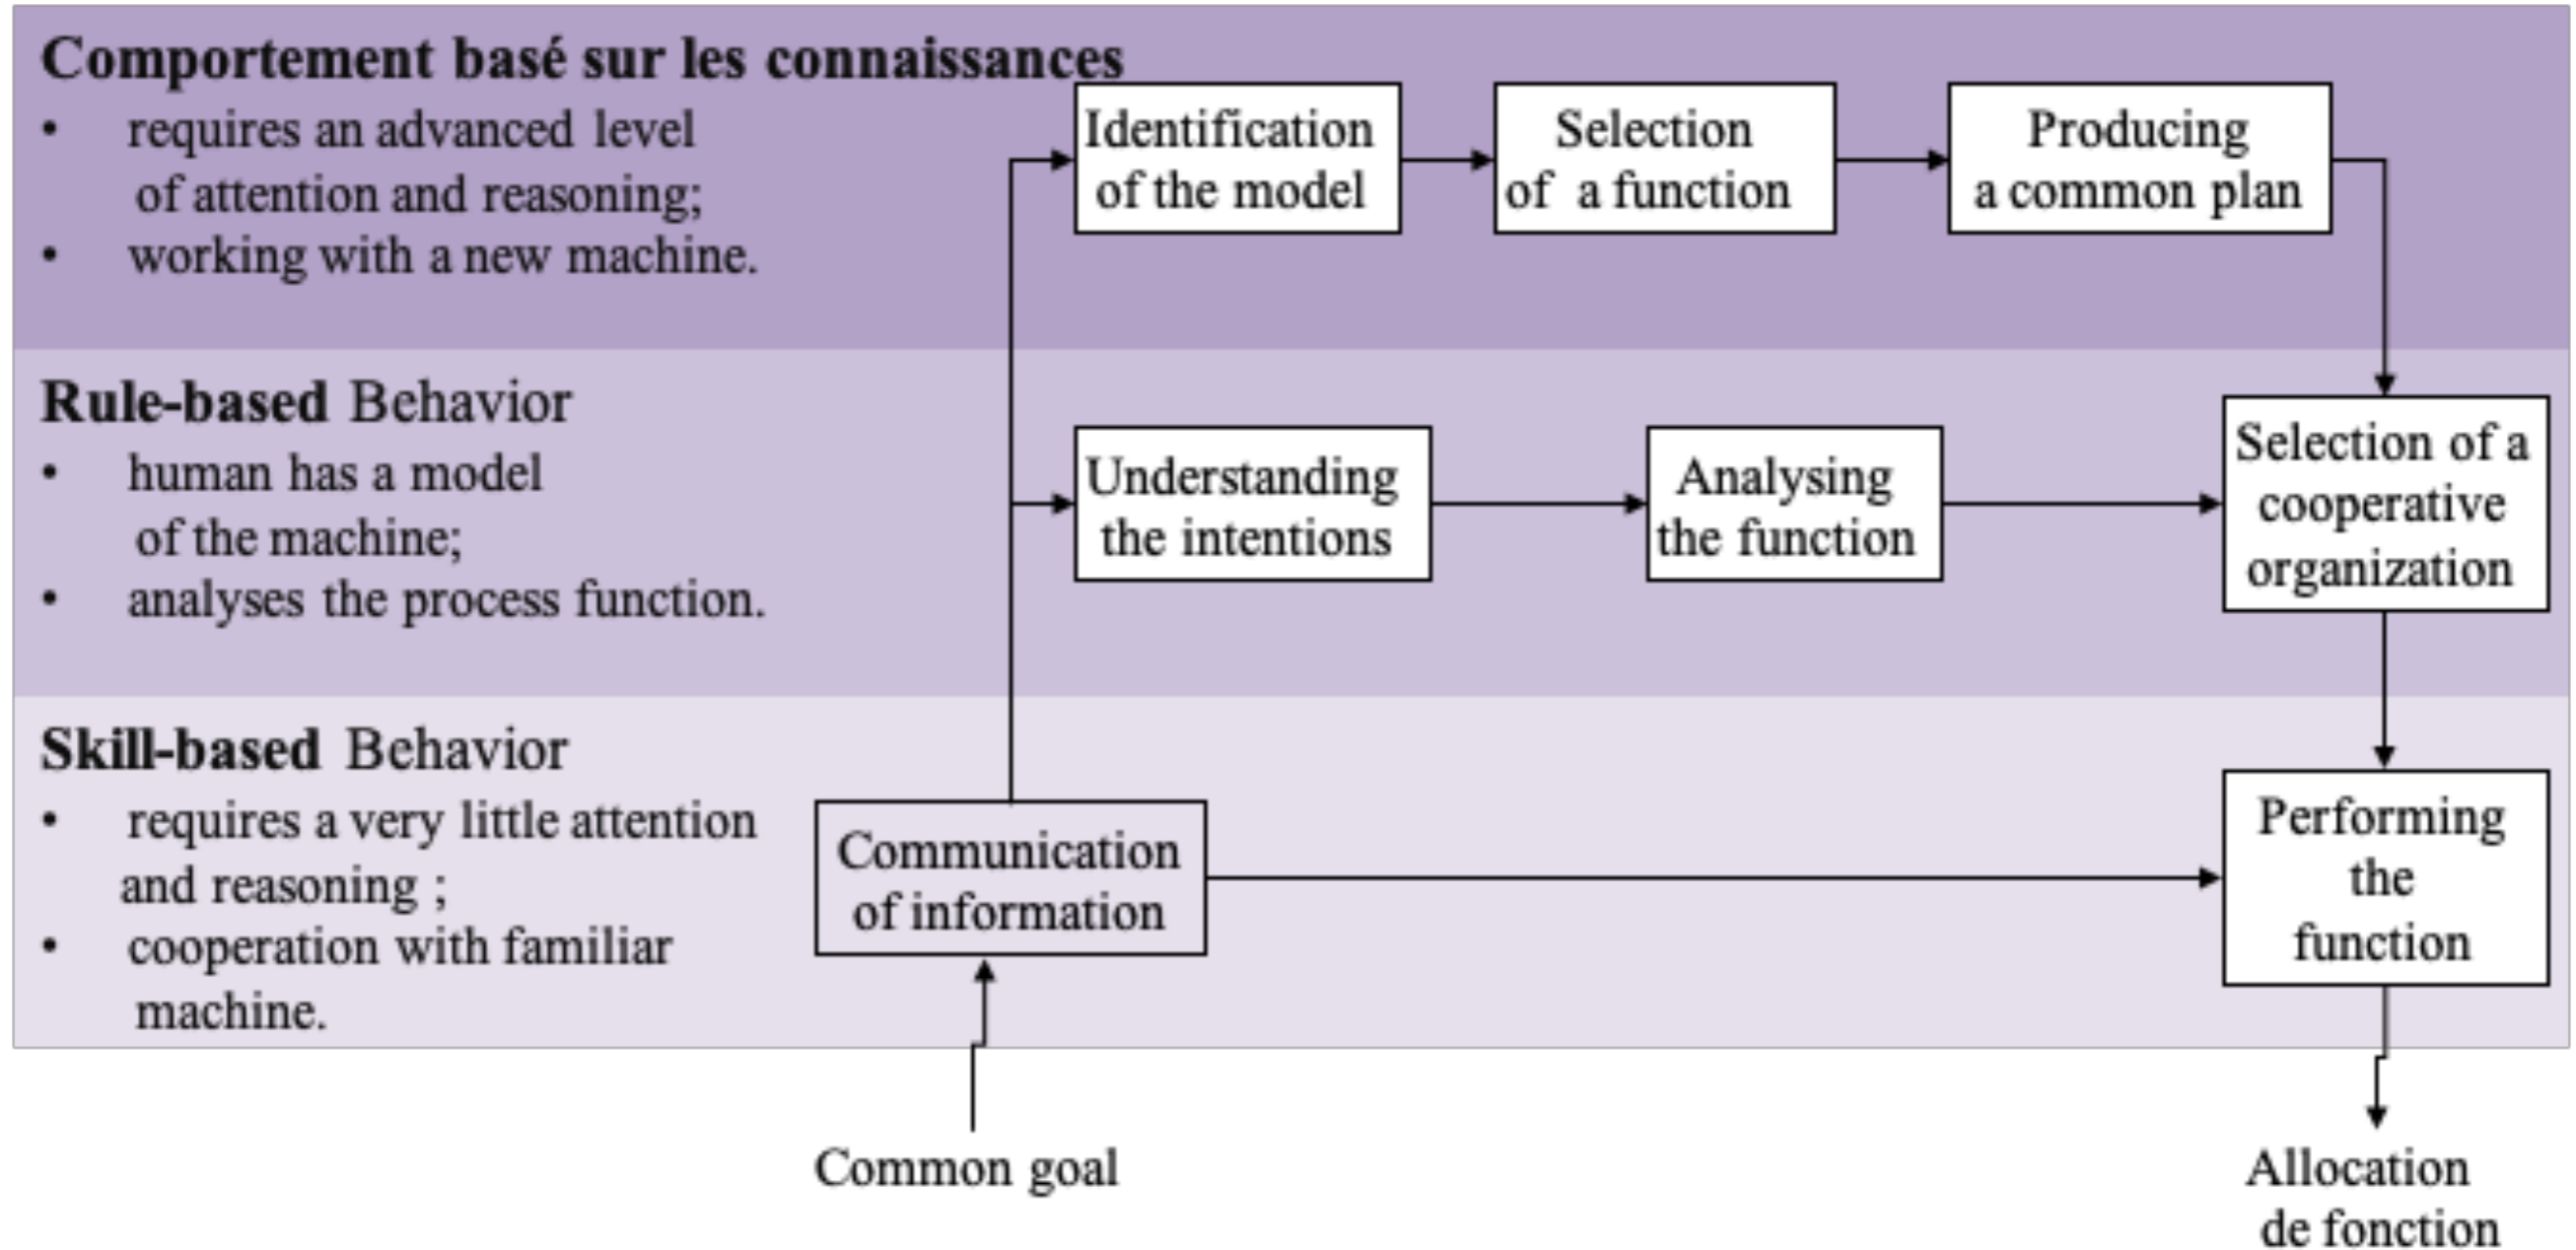 Comportement basé sur les connaissances
• requires an advanced level
of attention and reasoning;
• working with a new machine.
Identification
of the model
Selection
of a function
Producing
a common plan
Rule-based Behavior
• human has a model
of the machine;
• analyses the process function.
Understanding
the intentions
Analysing
the function
Selection of a
cooperative
organization
Skill-based Behavior
• requires a very little attention
and reasoning ;
• cooperation with familiar
machine.
Communication
of information
Performing
the
function
Common goal
Allocation
de fonction